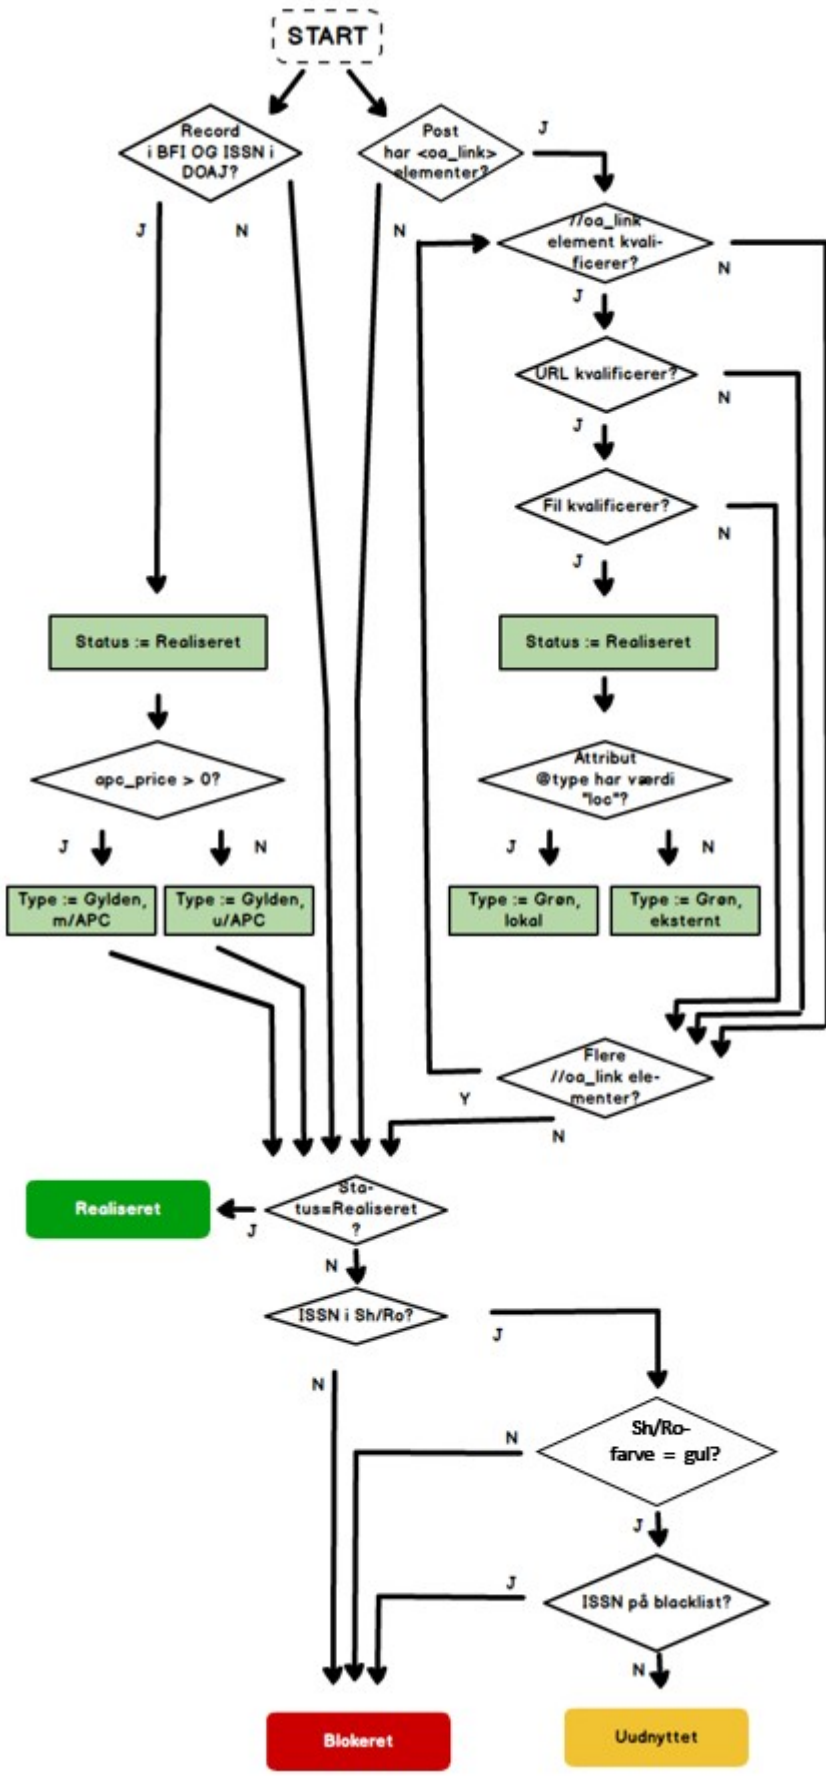 START
Record
i BFI OG ISSN i
DOAJ?
J
N
Post
har <oa_link>
elementer?
J
N
//oa_link
element kvali-
ficerer?
N
J
URL kvalificerer?
N
J
Fil kvalificerer?
N
J
Status := Realiseret
apc_price > 0?
J
N
Type := Gylden,
m/APC
Type := Gylden,
u/APC
Status := Realiseret
Attribut
@type har værdi
"loc"?
J
N
Type := Grøn,
lokal
Type := Grøn,
eksternt
Flere
//oa_link ele-
menter?
Y
N
Sta-
tus=Realiseret
?
J
Realiseret
N
ISSN i Sh/Ro?
J
N
Sh/Ro-
farve = gul?
N
J
ISSN på blacklist?
J
N
Blokeret
Uudnyttet